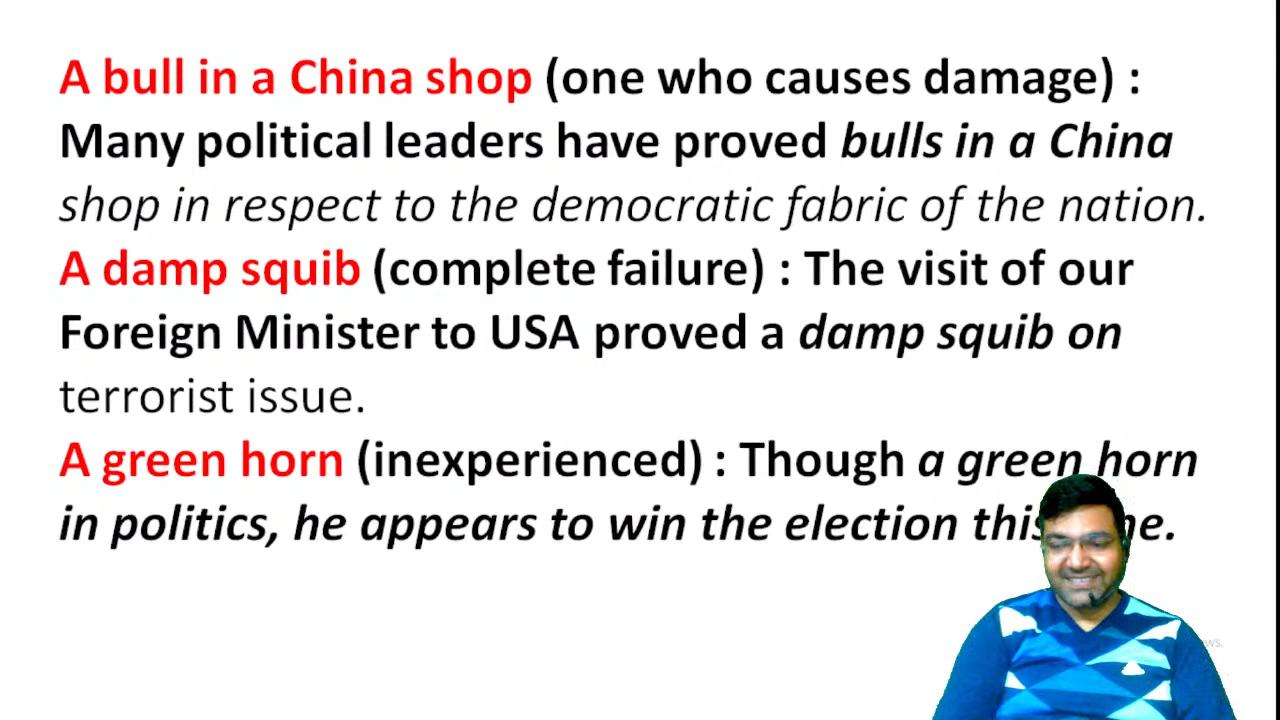 A bull in a China shop (one who causes damage) :
Many political leaders have proved bulls in a China
shop in respect to the democratic fabric of the nation.
A damp squib (complete failure) : The visit of our
Foreign Minister to USA proved a damp squib on
terrorist issue.
A green horn (inexperienced) : Though a green horn
in politics, he appears to win the election